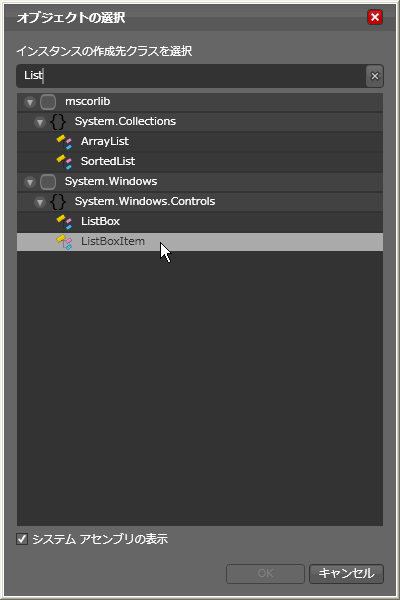 オブジェクトの選択
インスタンスの作成先クラスを選択
List
mscorlib
{} System.Collections
ArrayList
SortedList
System.Windows
{} System.Windows.Controls
ListBox
ListBoxItem
システム アセンブリの表示
OK キャンセル